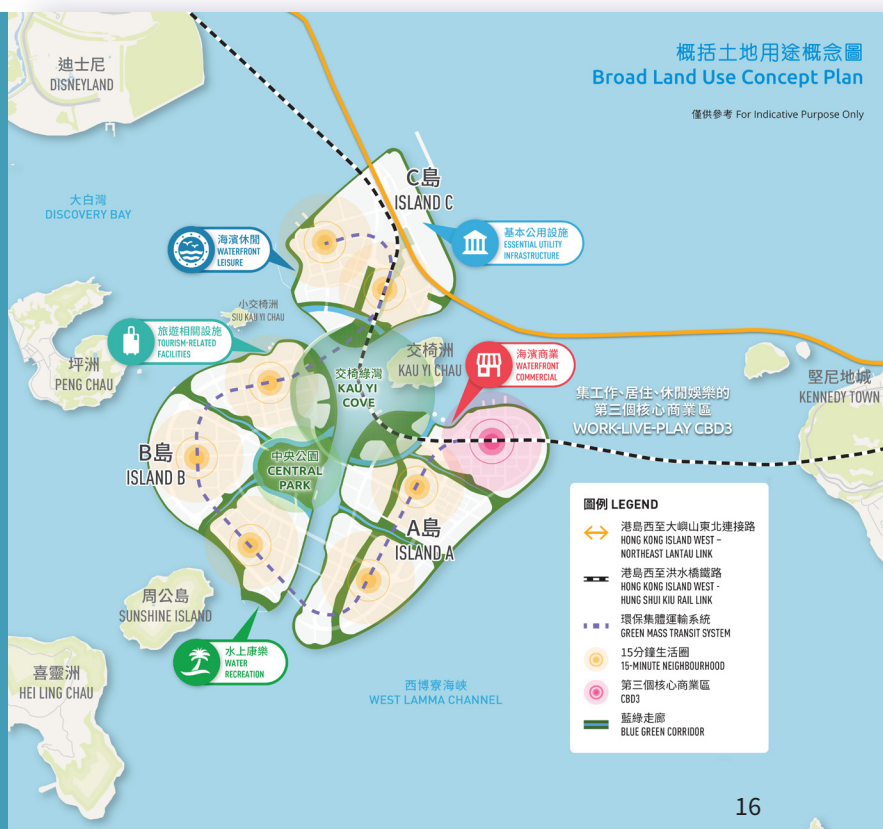 概括土地用途概念圖
Broad Land Use Concept Plan
僅供參考 For Indicative Purpose Only
迪士尼
DISNEYLAND
大白灣
DISCOVERY BAY
C島
ISLAND C
海濱休閒
WATERFRONT
LEISURE
基本公用設施
ESSENTIAL UTILITY
INFRASTRUCTURE
小交椅洲
SIU KAU YI CHAU
旅遊相關設施
TOURISM-RELATED
FACILITIES
坪洲
PENG CHAU
交椅綠灣
KAU YI
COVE
交椅洲
KAU YI CHAU
海濱商業
WATERFRONT
COMMERCIAL
集工作、居住、休閒娛樂的
第三個核心商業區
WORK-LIVE-PLAY CBD3
堅尼地城
KENNEDY TOWN
B島
ISLAND B
中央公園
CENTRAL
PARK
A島
ISLAND A
周公島
SUNSHINE ISLAND
水上康樂
WATER
RECREATION
喜靈洲
HEI LING CHAU
西博寮海峽
WEST LAMMA CHANNEL
圖例 LEGEND
港島西至大嶼山東北連接路
HONG KONG ISLAND WEST –
NORTHEAST LANTAU LINK
港島西至洪水橋鐵路
HONG KONG ISLAND WEST -
HUNG SHUI KIU RAIL LINK
環保集體運輸系統
GREEN MASS TRANSIT SYSTEM
15分鐘生活圈
15-MINUTE NEIGHBOURHOOD
第三個核心商業區
CBD3
藍綠走廊
BLUE GREEN CORRIDOR
16